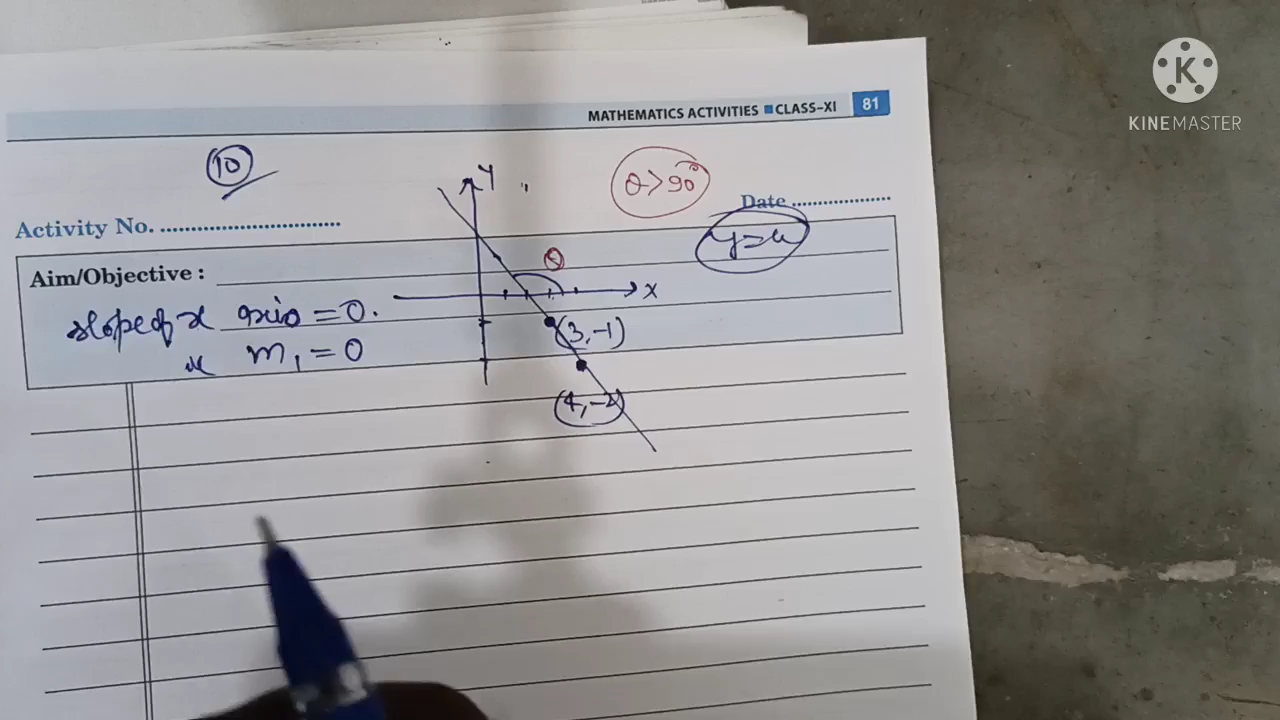 MATHEMATICS ACTIVITIES ■ CLASS-XI 81
K
KINEMASTER
10
Y
θ > 90°
Activity No. ........................................
Date ......................
Aim/Objective :
θ
X
slope of x axis = 0.
m₁ = 0
(3, -1)
(4, -2)